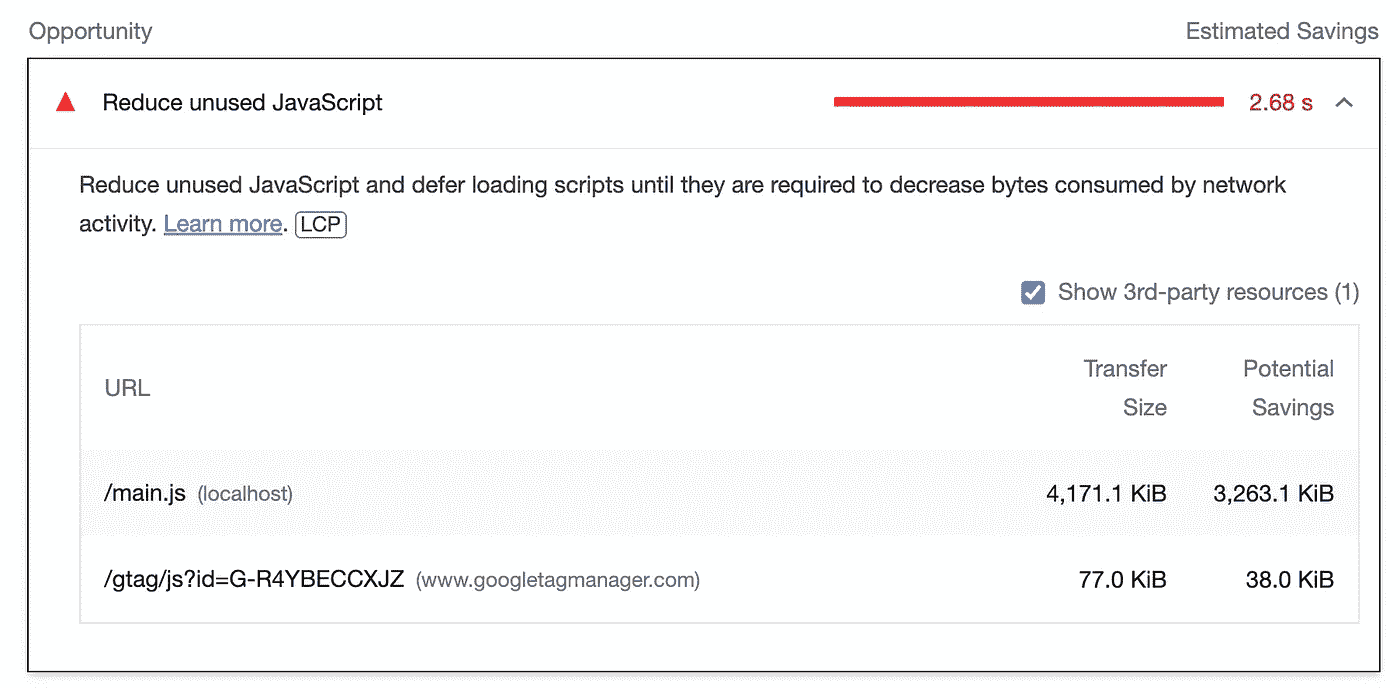 Opportunity Estimated Savings
Reduce unused JavaScript 2.68 s
Reduce unused JavaScript and defer loading scripts until they are required to decrease bytes consumed by network
activity. Learn more. LCP
Show 3rd-party resources (1)
URL Transfer Size Potential Savings
/main.js (localhost) 4,171.1 KiB 3,263.1 KiB
/gtag/js?id=G-R4YBECCXJZ (www.googletagmanager.com) 77.0 KiB 38.0 KiB